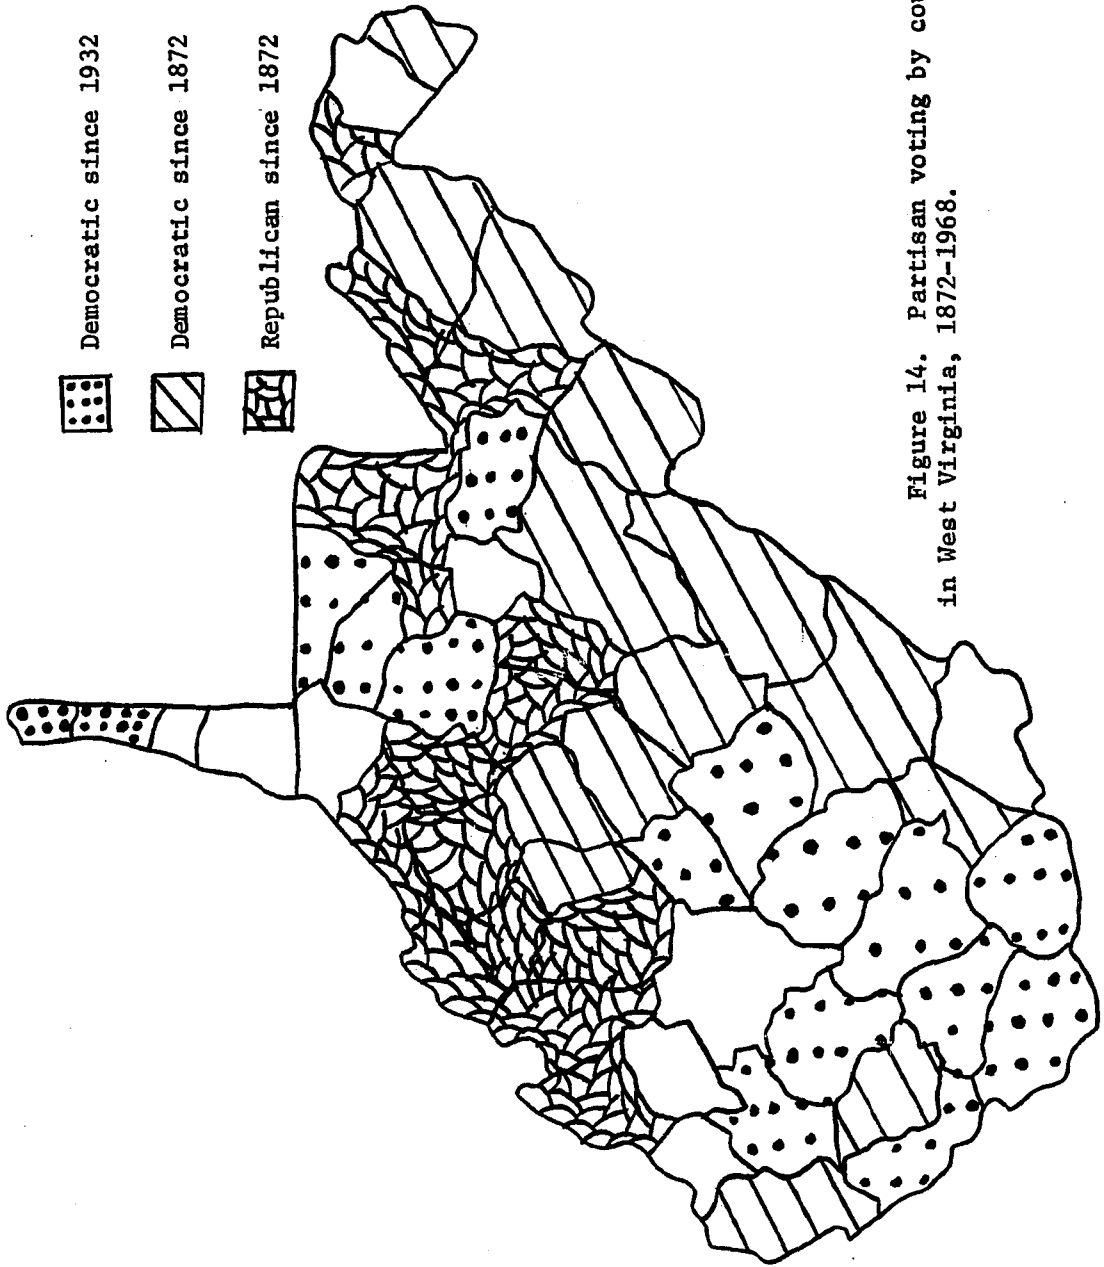 Democratic since 1932
Democratic since 1872
Republican since 1872
Figure 14. Partisan voting by
in West Virginia, 1872-1968.